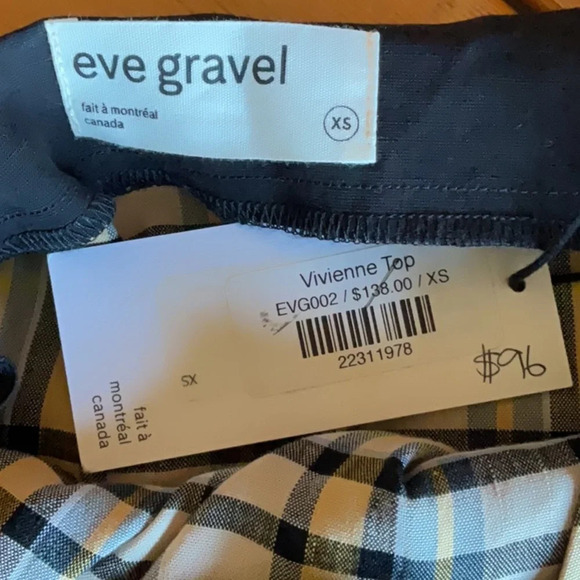 eve gravel
fait à montréal
canada
XS
Vivienne Top
EVG002 / $138.00 / XS
22311978
$96
SX
fait à
montréal
canada